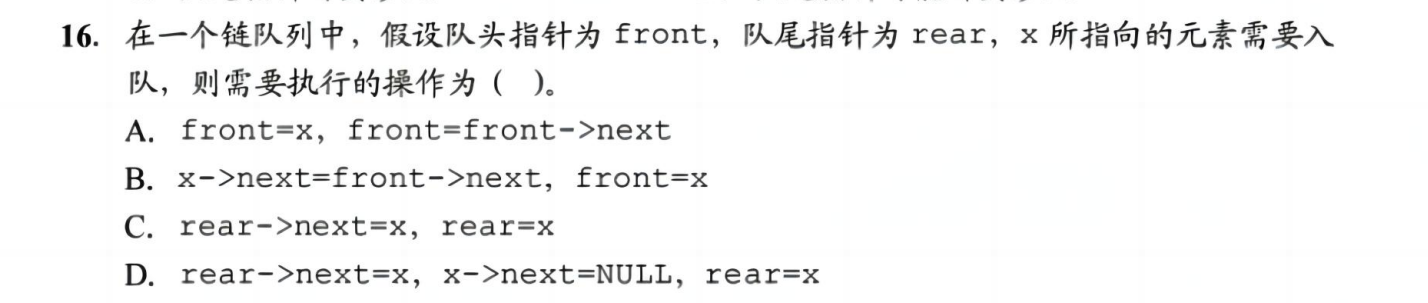 16. 在一个链队列中，假设队头指针为 front，队尾指针为 rear，x 所指向的元素需要入
队，则需要执行的操作为（ ）。
A. front=x, front=front->next
B. x->next=front->next, front=x
C. rear->next=x, rear=x
D. rear->next=x, x->next=NULL, rear=x